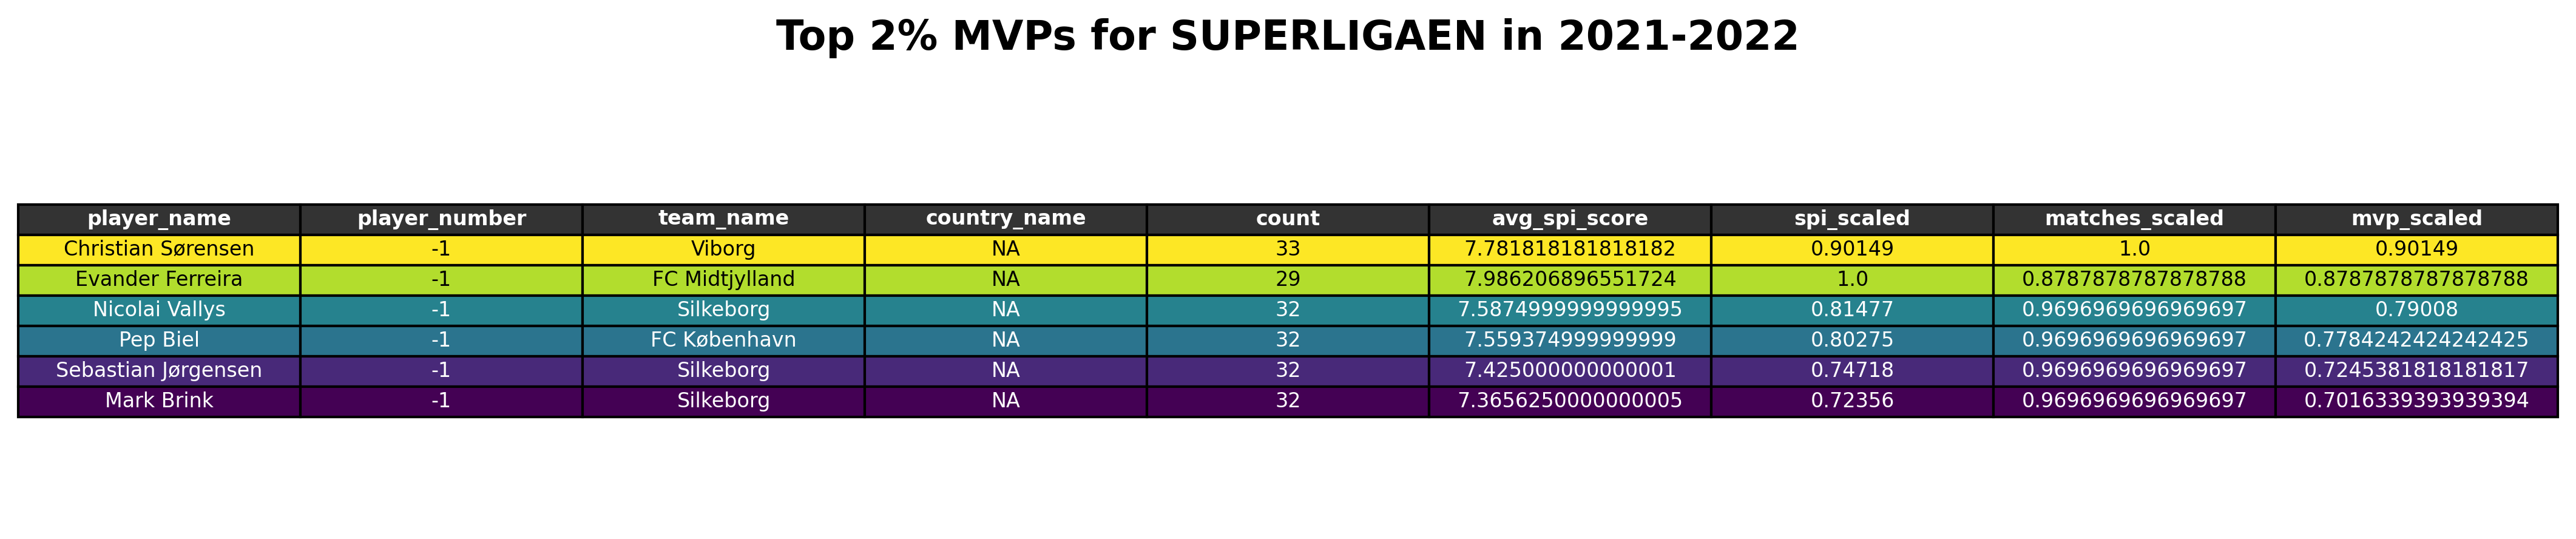 Top 2% MVPs for SUPERLIGAEN in 2021-2022
player_name player_number team_name country_name count avg_spi_score spi_scaled matches_scaled mvp_scaled
Christian Sørensen -1 Viborg NA 33 7.781818181818182 0.90149 1.0 0.90149
Evander Ferreira -1 FC Midtjylland NA 29 7.986206896551724 1.0 0.8787878787878788 0.8787878787878788
Nicolai Vallys -1 Silkeborg NA 32 7.5874999999999995 0.81477 0.9696969696969697 0.79008
Pep Biel -1 FC København NA 32 7.559374999999999 0.80275 0.9696969696969697 0.7784242424242425
Sebastian Jørgensen -1 Silkeborg NA 32 7.425000000000001 0.74718 0.9696969696969697 0.7245381818181817
Mark Brink -1 Silkeborg NA 32 7.3656250000000005 0.72356 0.9696969696969697 0.7016339393939394